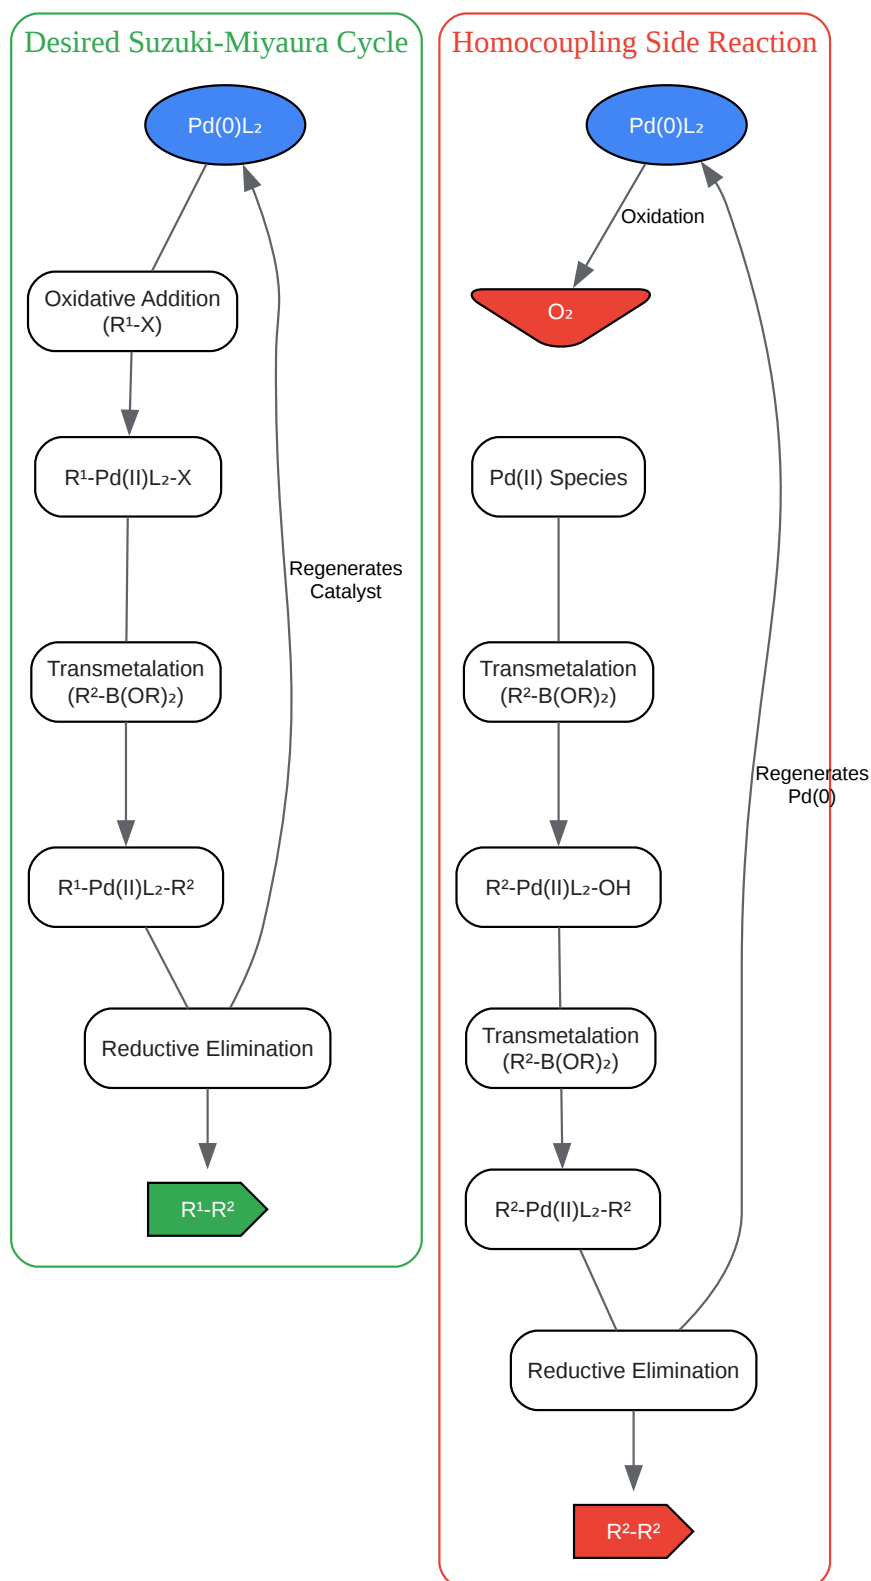 Desired Suzuki-Miyaura Cycle
Pd(0)L₂
Oxidative Addition
(R¹-X)
R¹-Pd(II)L₂-X
Regenerates
Catalyst
Transmetalation
(R²-B(OR)₂)
R¹-Pd(II)L₂-R²
Reductive Elimination
R¹-R²
Homocoupling Side Reaction
Pd(0)L₂
Oxidation
O₂
Pd(II) Species
Transmetalation
(R²-B(OR)₂)
Regenerates
Pd(0)
R²-Pd(II)L₂-OH
Transmetalation
(R²-B(OR)₂)
R²-Pd(II)L₂-R²
Reductive Elimination
R²-R²